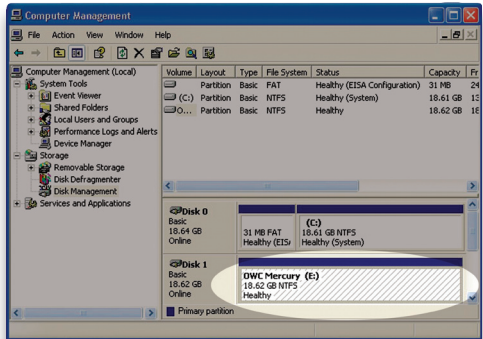 Computer Management
File Action View Window Help
Computer Management (Local)
System Tools
Event Viewer
Shared Folders
Local Users and Groups
Performance Logs and Alerts
Device Manager
Storage
Removable Storage
Disk Defragmenter
Disk Management
Services and Applications
Volume Layout Type File System Status Capacity Fr
Partition Basic FAT Healthy (EISA Configuration) 31 MB 24
(C:) Partition Basic NTFS Healthy (System) 18.61 GB 13
O... Partition Basic NTFS Healthy 18.62 GB 18
Disk 0
Basic
18.64 GB
Online
31 MB FAT
Healthy (EISA
(C:)
18.61 GB NTFS
Healthy (System)
Disk 1
Basic
18.62 GB
Online
OWC Mercury (E:)
18.62 GB NTFS
Healthy
Primary partition